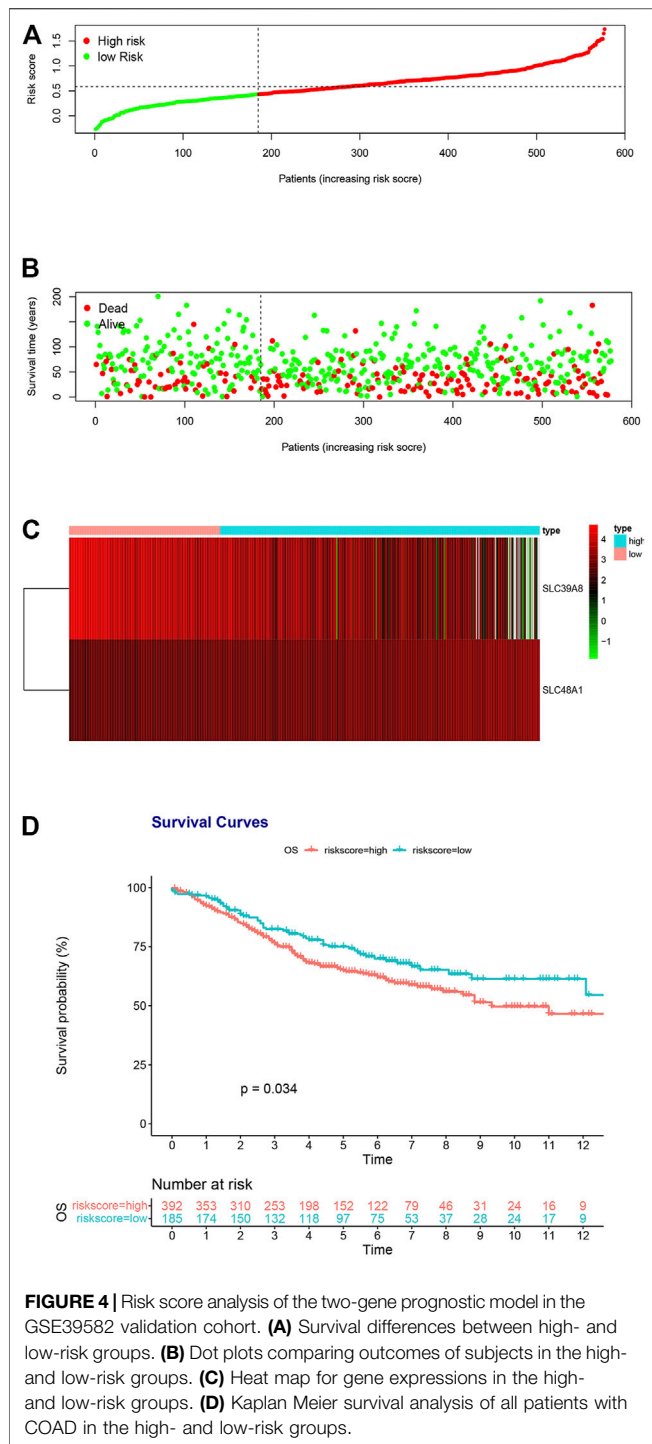 A
High risk
low Risk
Risk score
0.0 0.5 1.0 1.5
0 100 200 300 400 500 600
Patients (increasing risk socre)
B
Dead
Alive
Survival time (years)
0 50 100 200
0 100 200 300 400 500 600
Patients (increasing risk socre)
C
type
SLC39A8
SLC48A1
4
3
2
1
0
−1
type
high
low
D
Survival Curves
OS riskscore=high riskscore=low
Survival probability (%)
100
75
50
25
0
p = 0.034
0 1 2 3 4 5 6 7 8 9 10 11 12
Time
Number at risk
OS
riskscore=high 392 353 310 253 198 152 122 79 46 31 24 16 9
riskscore=low 185 174 150 132 118 97 75 53 37 28 24 17 9
0 1 2 3 4 5 6 7 8 9 10 11 12
Time
FIGURE 4 | Risk score analysis of the two-gene prognostic model in the
GSE39582 validation cohort. (A) Survival differences between high- and
low-risk groups. (B) Dot plots comparing outcomes of subjects in the high-
and low-risk groups. (C) Heat map for gene expressions in the high-
and low-risk groups. (D) Kaplan Meier survival analysis of all patients with
COAD in the high- and low-risk groups.